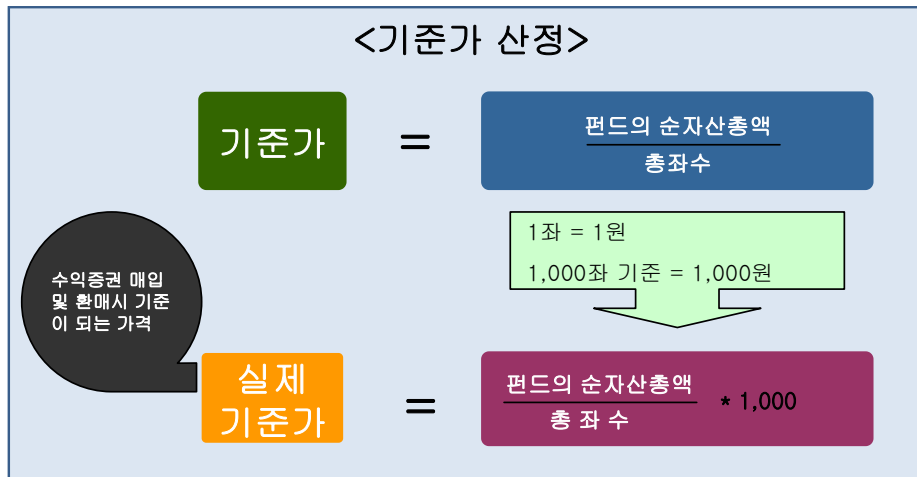 <기준가 산정>
기준가
=
펀드의 순자산총액
총좌수
1좌 = 1원
1,000좌 기준 = 1,000원
수익증권 매입
및 환매시 기준
이 되는 가격
실제
기준가
=
펀드의 순자산총액
총 좌 수
* 1,000